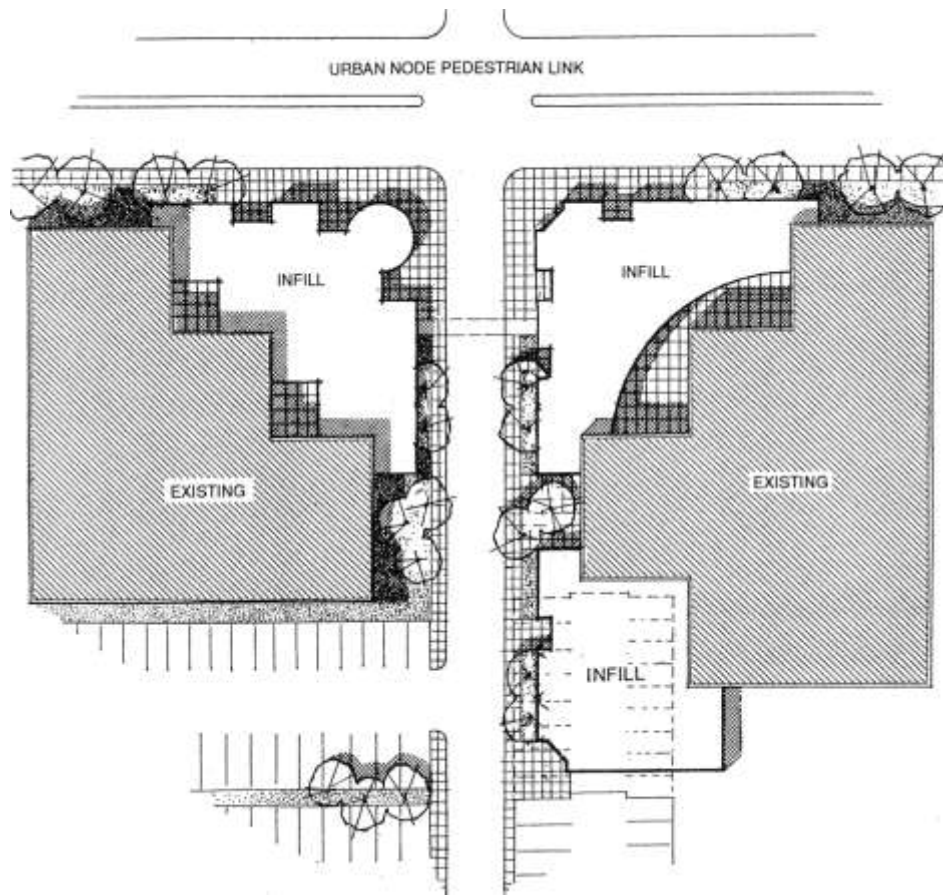 URBAN NODE PEDESTRIAN LINK
INFILL
INFILL
EXISTING
EXISTING
INFILL